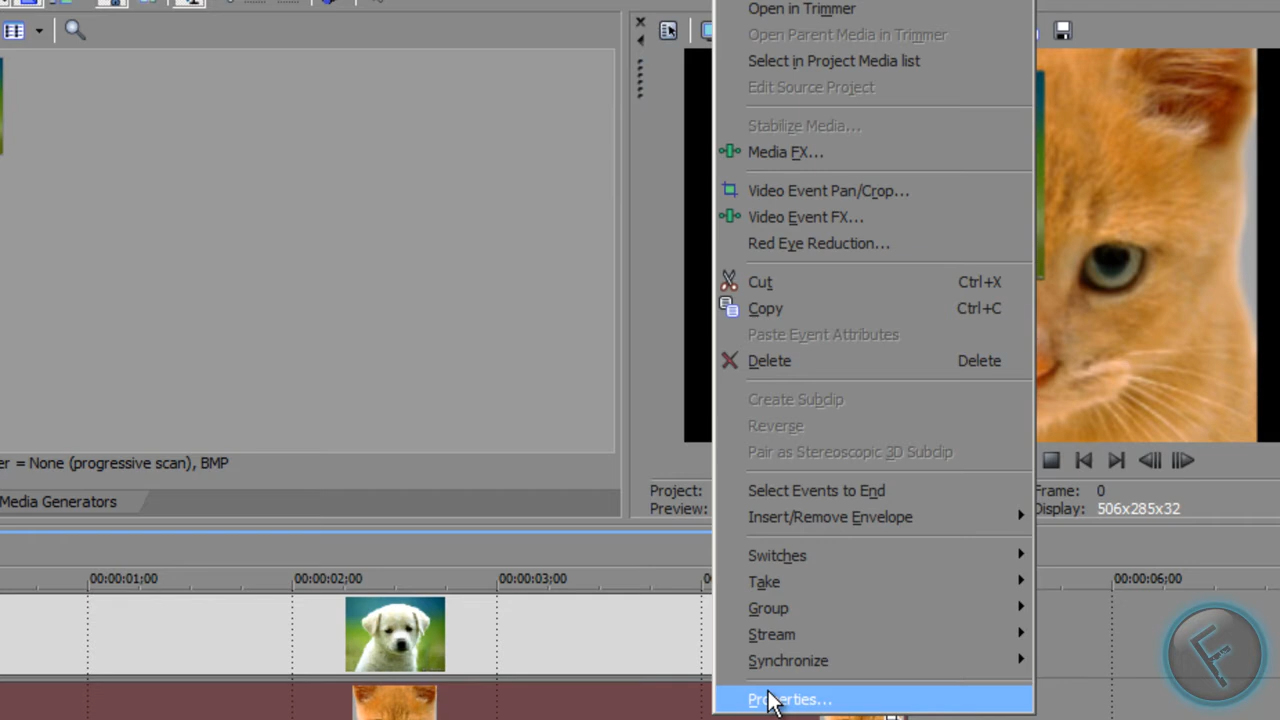 Open in Trimmer
Open Parent Media in Trimmer
Select in Project Media list
Edit Source Project
Stabilize Media...
Media FX...
Video Event Pan/Crop...
Video Event FX...
Red Eye Reduction...
Cut Ctrl+X
Copy Ctrl+C
Paste Event Attributes
Delete Delete
Create Subclip
Reverse
Pair as Stereoscopic 3D Subclip
Select Events to End
Insert/Remove Envelope
Switches
Take
Group
Stream
Synchronize
Properties...
er = None (progressive scan), BMP
Media Generators
Project:
Preview:
Frame: 0
Display: 506x285x32
00:00:01;00
00:00:02;00
00:00:03;00
00:00:06;00